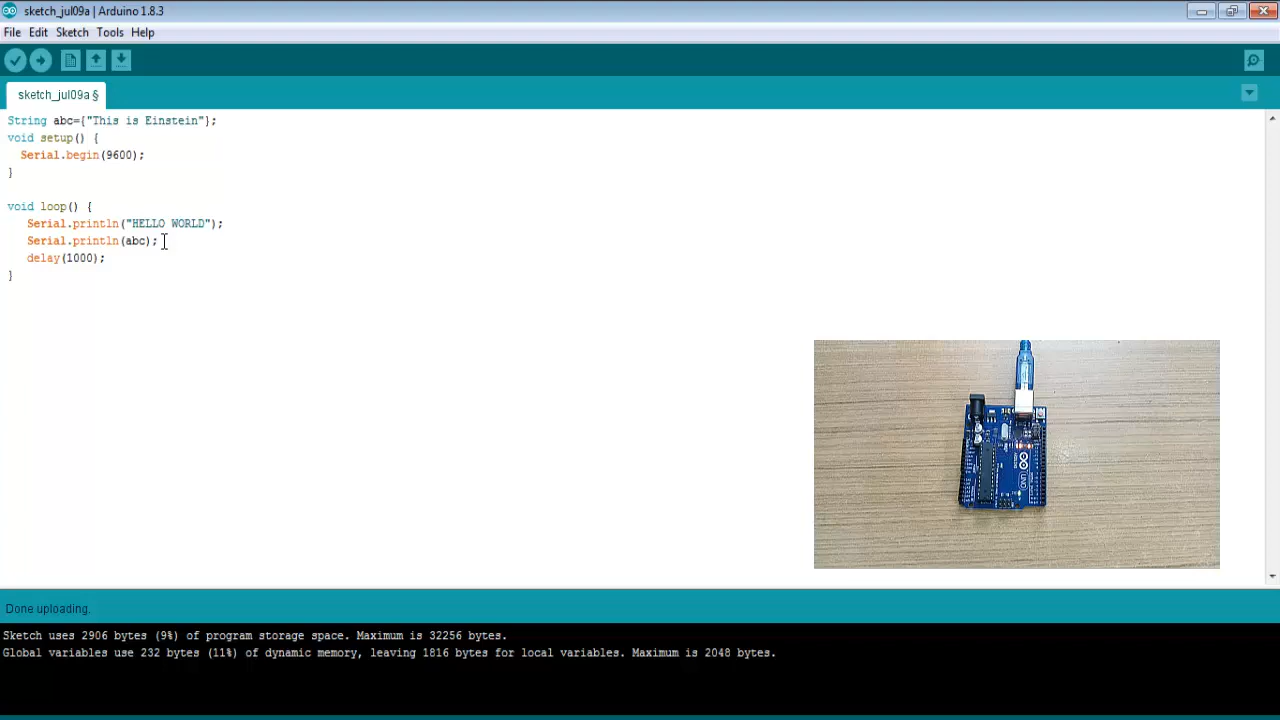 sketch_jul09a | Arduino 1.8.3
File Edit Sketch Tools Help
sketch_jul09a §
String abc={"This is Einstein"};
void setup() {
Serial.begin(9600);
}
void loop() {
Serial.println("HELLO WORLD");
Serial.println(abc);
delay(1000);
}
UNO
Done uploading.
Sketch uses 2906 bytes (9%) of program storage space. Maximum is 32256 bytes.
Global variables use 232 bytes (11%) of dynamic memory, leaving 1816 bytes for local variables. Maximum is 2048 bytes.